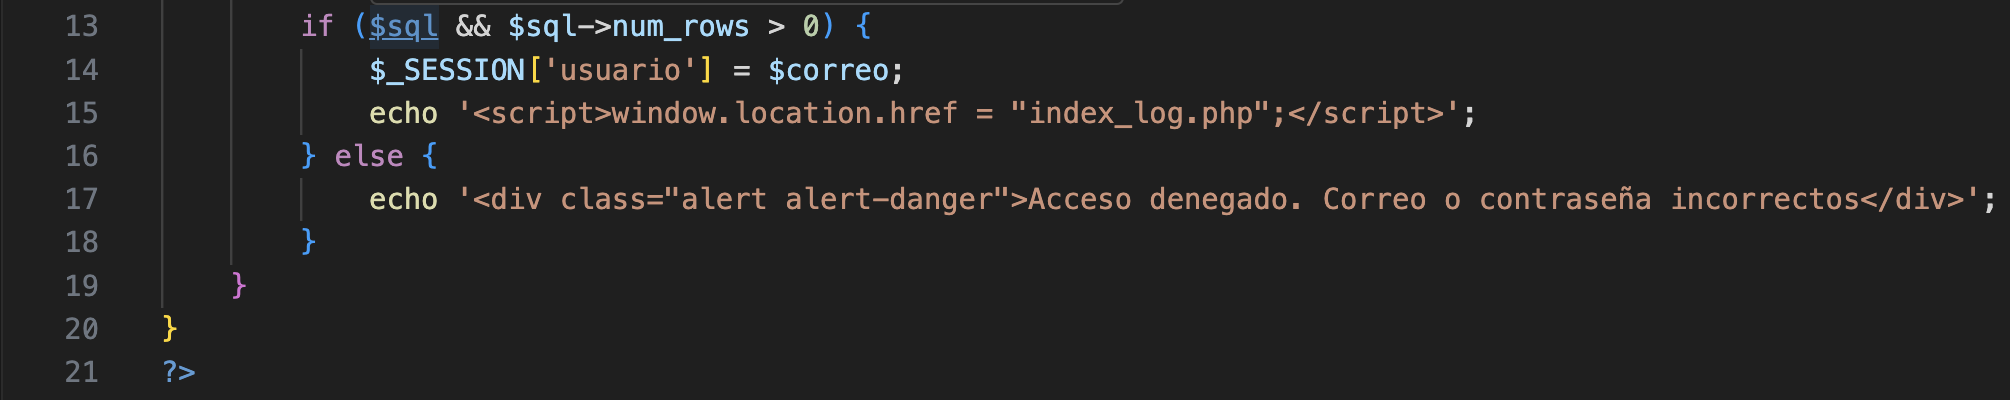 13 if ($sql && $sql->num_rows > 0) {
14 $_SESSION['usuario'] = $correo;
15 echo '<script>window.location.href = "index_log.php";</script>';
16 } else {
17 echo '<div class="alert alert-danger">Acceso denegado. Correo o contraseña incorrectos</div>';
18 }
19 }
20 }
21 ?>